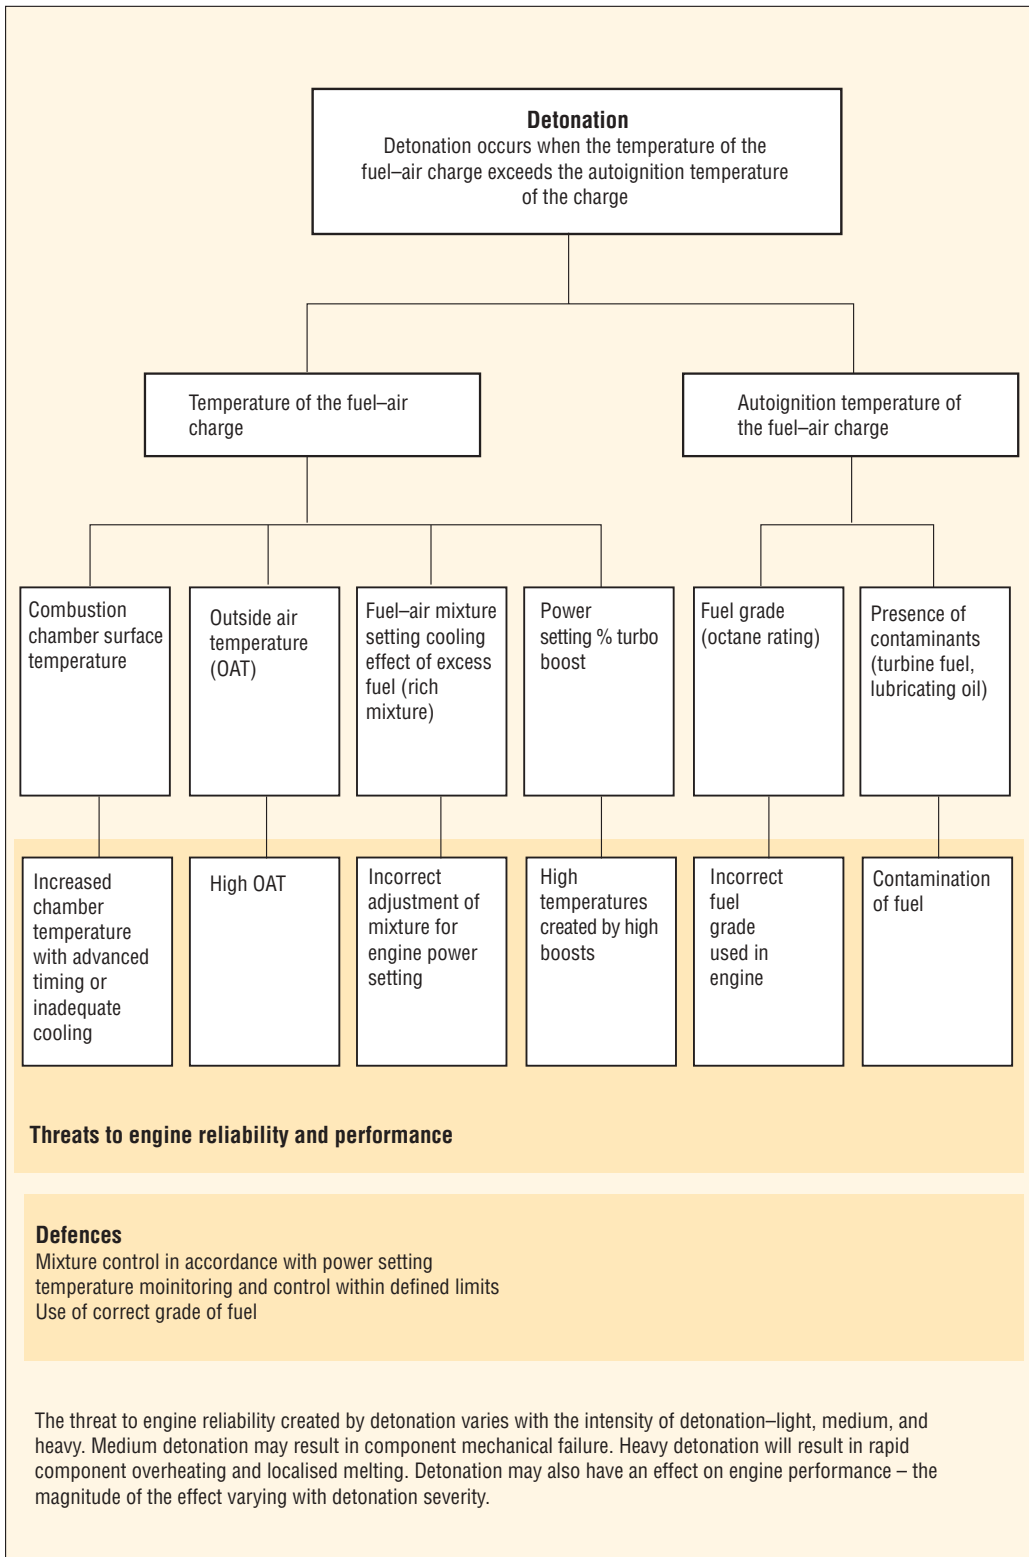 Detonation
Detonation occurs when the temperature of the
fuel–air charge exceeds the autoignition temperature
of the charge
Temperature of the fuel–air
charge
Autoignition temperature of
the fuel–air charge
Combustion
chamber surface
temperature
Outside air
temperature
(OAT)
Fuel–air mixture
setting cooling
effect of excess
fuel (rich
mixture)
Power
setting % turbo
boost
Fuel grade
(octane rating)
Presence of
contaminants
(turbine fuel,
lubricating oil)
Increased
chamber
temperature
with advanced
timing or
inadequate
cooling
High OAT
Incorrect
adjustment of
mixture for
engine power
setting
High
temperatures
created by high
boosts
Incorrect
fuel
grade
used in
engine
Contamination
of fuel
Threats to engine reliability and performance
Defences
Mixture control in accordance with power setting
temperature moinitoring and control within defined limits
Use of correct grade of fuel
The threat to engine reliability created by detonation varies with the intensity of detonation–light, medium, and
heavy. Medium detonation may result in component mechanical failure. Heavy detonation will result in rapid
component overheating and localised melting. Detonation may also have an effect on engine performance – the
magnitude of the effect varying with detonation severity.